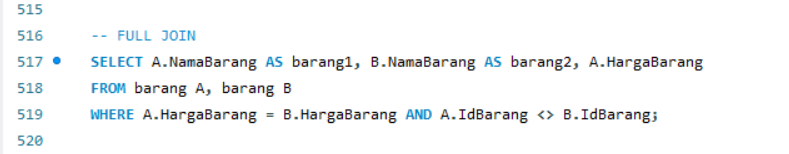 515
516 -- FULL JOIN
517 SELECT A.NamaBarang AS barang1, B.NamaBarang AS barang2, A.HargaBarang
518 FROM barang A, barang B
519 WHERE A.HargaBarang = B.HargaBarang AND A.IdBarang <> B.IdBarang;
520